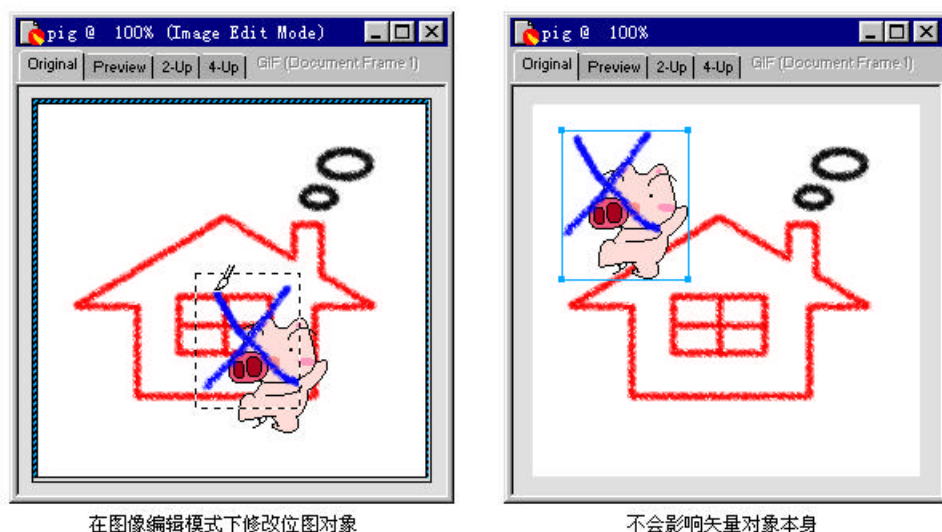 pig @ 100% (Image Edit Mode)
Original Preview 2-Up 4-Up GIF (Document Frame 1)
pig @ 100%
Original Preview 2-Up 4-Up GIF (Document Frame 1)
在图像编辑模式下修改位图对象
不会影响矢量对象本身